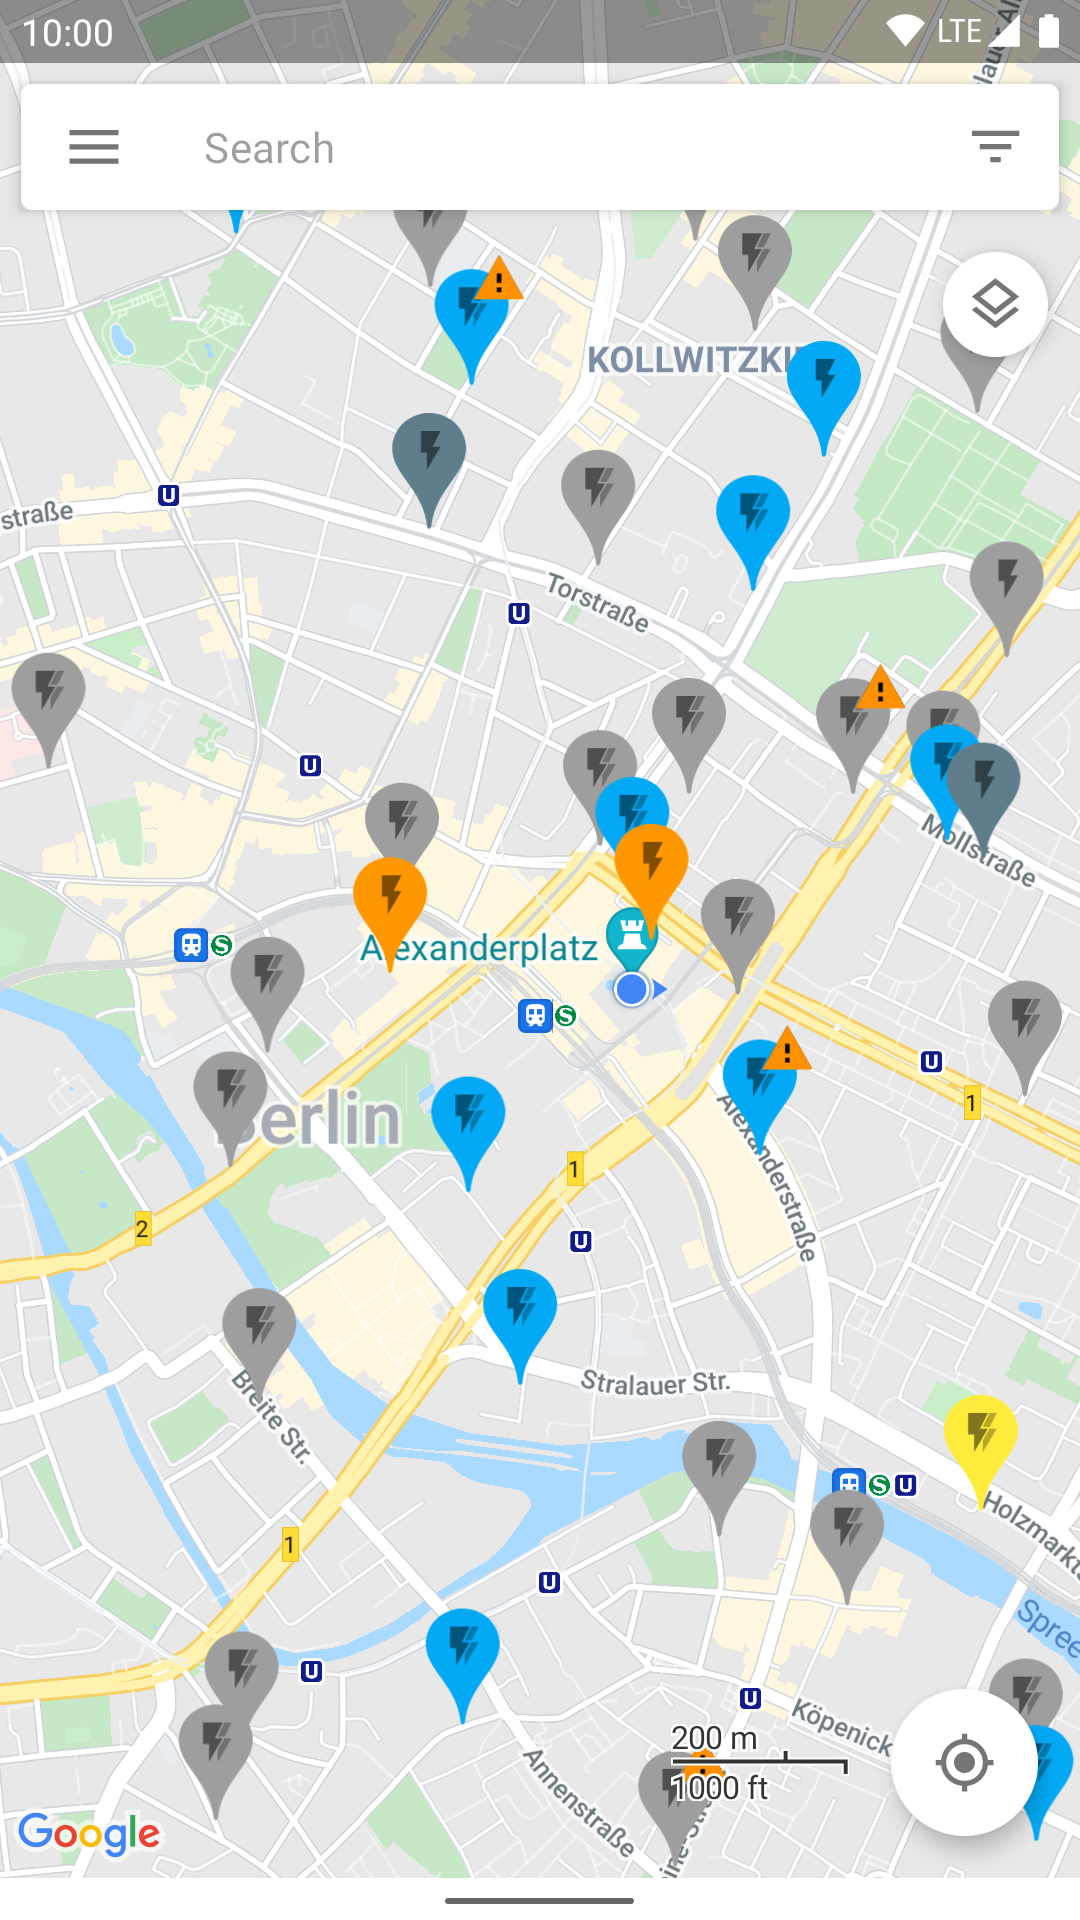 10:00
LTE
Search
KOLLWITZKI
straße
Torstraße
U
U
U
Mollstraße
Alexanderplatz
S
S
U
1
Berlin
Alexanderstraße
1
2
U
Stralauer Str.
Breite Str.
S
U
Holzmarkts
1
U
Spree
U
U
Köpenick
200 m
1000 ft
Annenstraße
Google